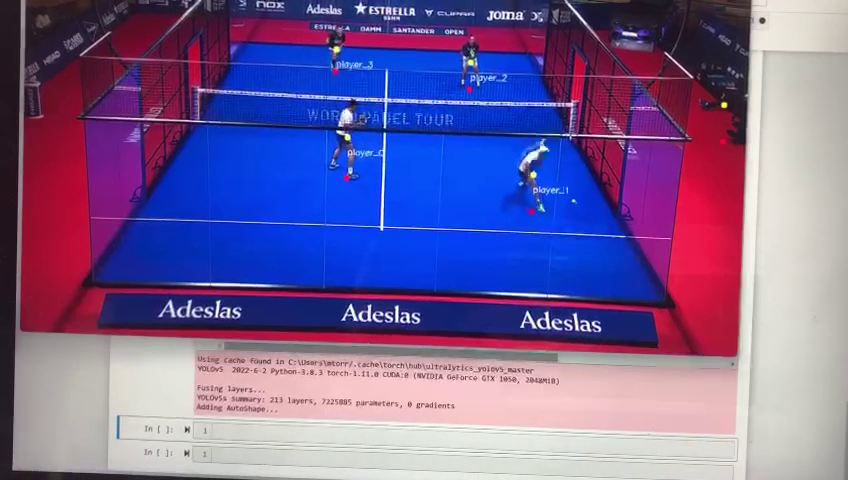 NOX
Adeslas
ESTRELLA
DAMM
CUPRA
Joma
ESTRELLA DAMM SANTANDER OPEN
HEAD
player_3
player_2
WORLD PADEL TOUR
player_0
player_1
Adeslas
Adeslas
Adeslas
Using cache found in C:\Users\mtorr/.cache\torch\hub\ultralytics_yolov5_master
YOLOv5 2022-6-2 Python-3.8.3 torch-1.11.0 CUDA:0 (NVIDIA GeForce GTX 1050, 2048MiB)
Fusing layers...
YOLOv5s summary: 213 layers, 7225885 parameters, 0 gradients
Adding AutoShape...
In [ ]: 1
In [ ]: 1